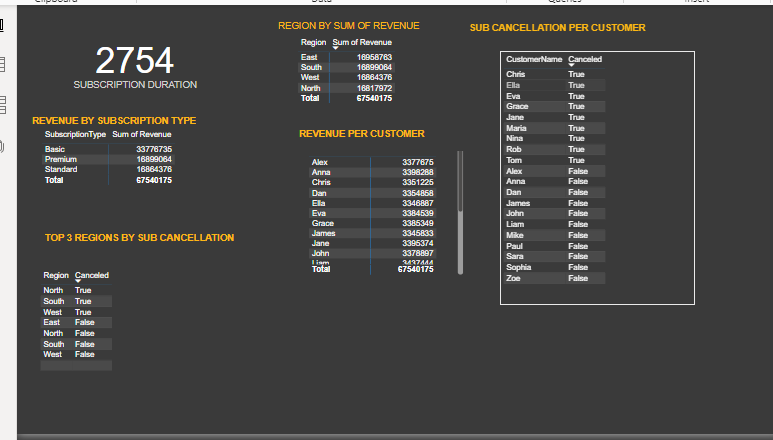 2754
SUBSCRIPTION DURATION
REVENUE BY SUBSCRIPTION TYPE
SubscriptionType Sum of Revenue
Basic 33776735
Premium 16899064
Standard 16864376
Total 67540175
TOP 3 REGIONS BY SUB CANCELLATION
Region Canceled
North True
South True
West True
East False
North False
South False
West False
REGION BY SUM OF REVENUE
Region Sum of Revenue
East 16958763
South 16899064
West 16864376
North 16817972
Total 67540175
REVENUE PER CUSTOMER
Alex 3377675
Anna 3398288
Chris 3351225
Dan 3354858
Ella 3346887
Eva 3384539
Grace 3385349
James 3345833
Jane 3395374
John 3378897
Liam 3437444
Total 67540175
SUB CANCELLATION PER CUSTOMER
CustomerName Canceled
Chris True
Ella True
Eva True
Grace True
Jane True
Maria True
Nina True
Rob True
Tom True
Alex False
Anna False
Dan False
James False
John False
Liam False
Mike False
Paul False
Sara False
Sophia False
Zoe False